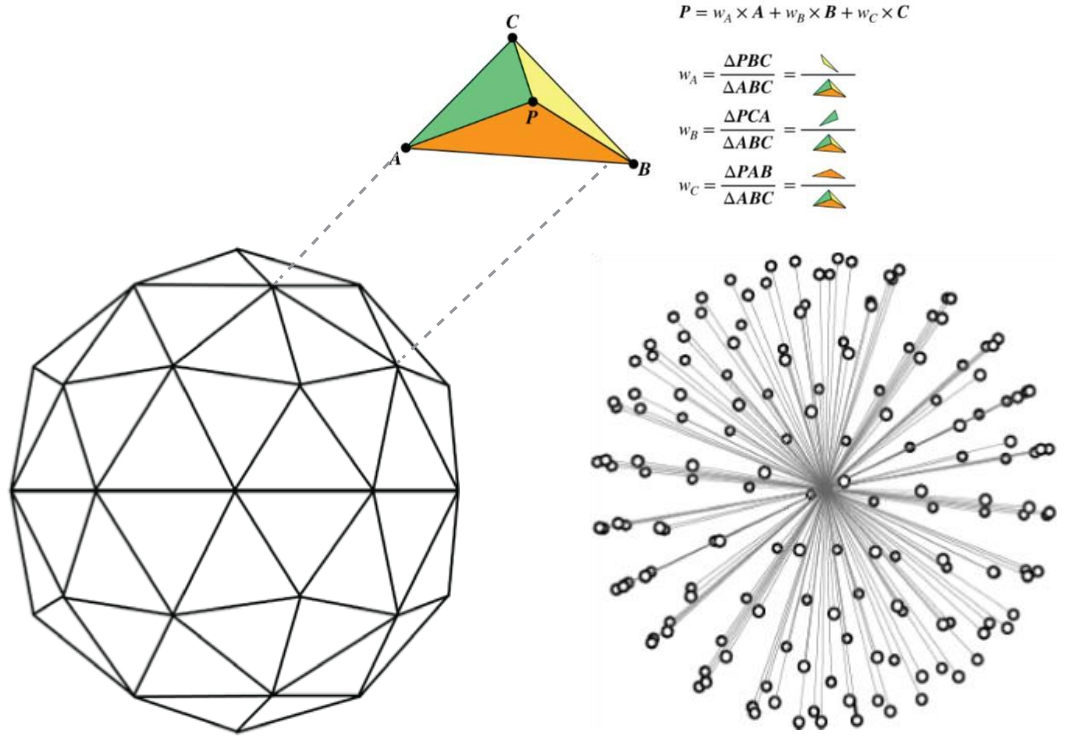 C
P
A
B
P = w_A × A + w_B × B + w_C × C
w_A = ΔPBC / ΔABC =
w_B = ΔPCA / ΔABC =
w_C = ΔPAB / ΔABC =